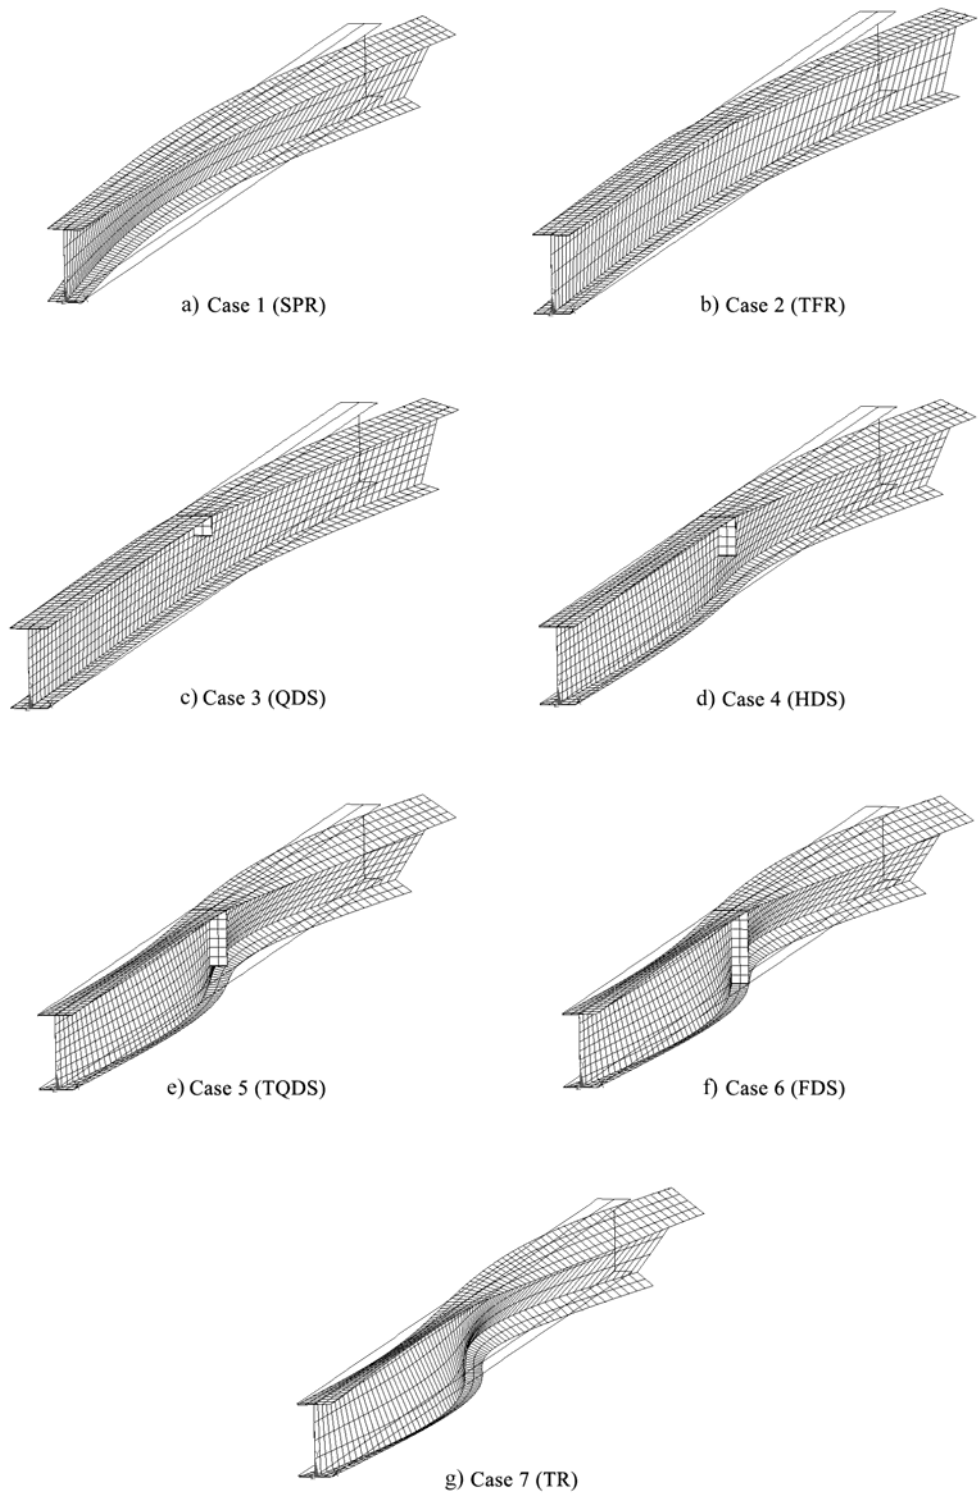 a) Case 1 (SPR)
b) Case 2 (TFR)
c) Case 3 (QDS)
d) Case 4 (HDS)
e) Case 5 (TQDS)
f) Case 6 (FDS)
g) Case 7 (TR)